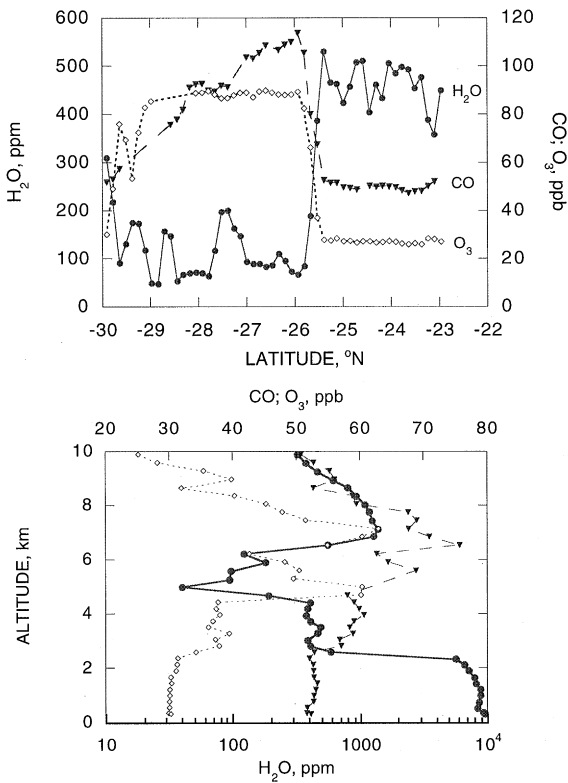 600 120
500 100
400 80
300 60
200 40
100 20
0 0
H2O, ppm
CO; O3, ppb
H2O
CO
O3
-30 -29 -28 -27 -26 -25 -24 -23 -22
LATITUDE, °N
CO; O3, ppb
20 30 40 50 60 70 80
10
8
6
4
2
0
ALTITUDE, km
10 100 1000 10^4
H2O, ppm